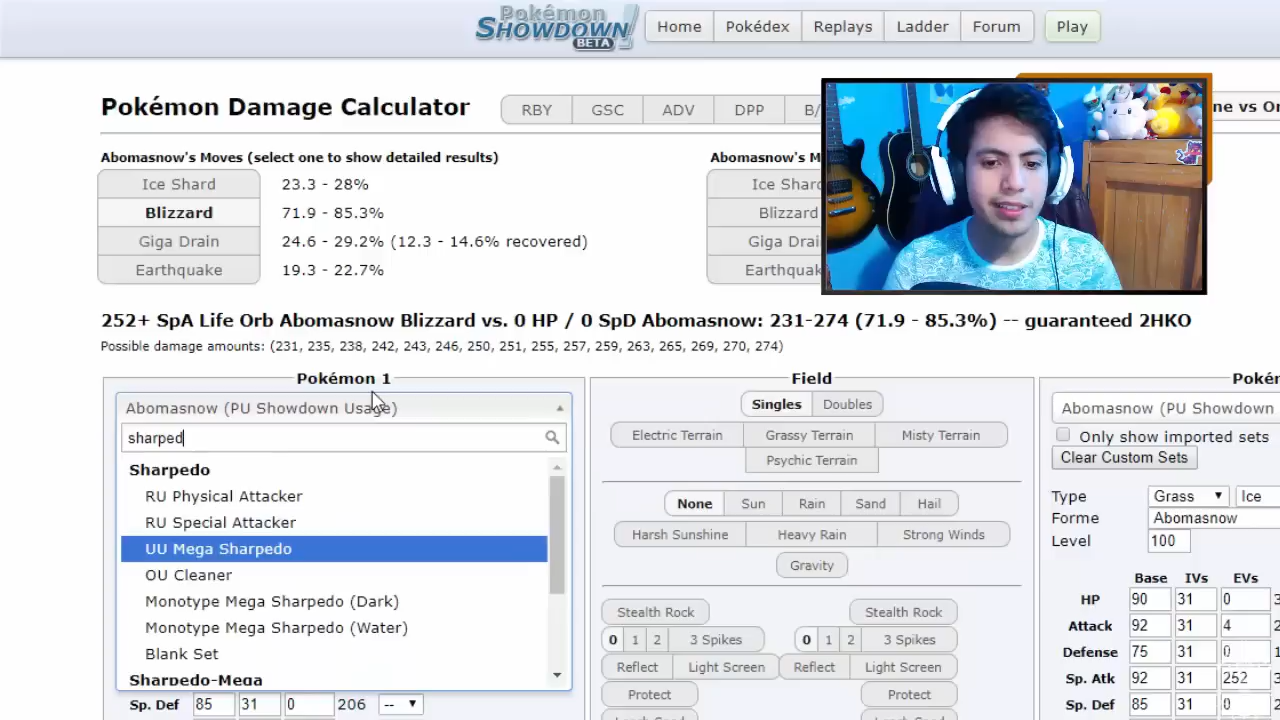 Pokémon
SHOWDOWN!
BETA
Home Pokédex Replays Ladder Forum Play
Pokémon Damage Calculator
RBY GSC ADV DPP B/ ne vs On
Abomasnow's Moves (select one to show detailed results)
Ice Shard 23.3 - 28%
Blizzard 71.9 - 85.3%
Giga Drain 24.6 - 29.2% (12.3 - 14.6% recovered)
Earthquake 19.3 - 22.7%
Abomasnow's M
Ice Shard
Blizzard
Giga Drai
Earthquake
252+ SpA Life Orb Abomasnow Blizzard vs. 0 HP / 0 SpD Abomasnow: 231-274 (71.9 - 85.3%) -- guaranteed 2HKO
Possible damage amounts: (231, 235, 238, 242, 243, 246, 250, 251, 255, 257, 259, 263, 265, 269, 270, 274)
Pokémon 1
Abomasnow (PU Showdown Usage)
sharped
Sharpedo
RU Physical Attacker
RU Special Attacker
UU Mega Sharpedo
OU Cleaner
Monotype Mega Sharpedo (Dark)
Monotype Mega Sharpedo (Water)
Blank Set
Sharpedo-Mega
Sp. Def 85 31 0 206 --
Field
Singles Doubles
Electric Terrain Grassy Terrain Misty Terrain
Psychic Terrain
None Sun Rain Sand Hail
Harsh Sunshine Heavy Rain Strong Winds
Gravity
Stealth Rock Stealth Rock
0 1 2 3 Spikes 0 1 2 3 Spikes
Reflect Light Screen Reflect Light Screen
Protect Protect
Poké
Abomasnow (PU Showdown
Only show imported sets
Clear Custom Sets
Type Grass Ice
Forme Abomasnow
Level 100
Base IVs EVs
HP 90 31 0 3
Attack 92 31 4 2
Defense 75 31 0
Sp. Atk 92 31 252 3
Sp. Def 85 31 0